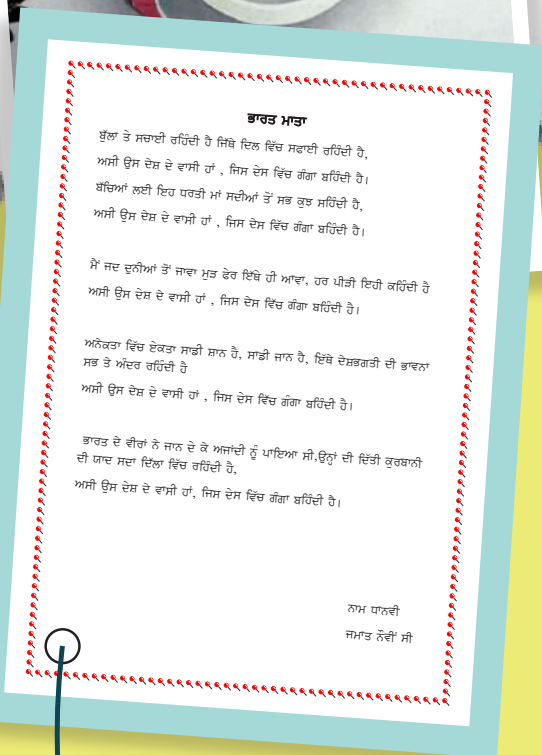 ਭਾਰਤ ਮਾਤਾ
ਬੁੱਲਾ ਤੇ ਸਚਾਈ ਰਹਿੰਦੀ ਹੈ ਜਿੱਥੇ ਦਿਲ ਵਿੱਚ ਸਫਾਈ ਰਹਿੰਦੀ ਹੈ,
ਅਸੀ ਉਸ ਦੇਸ਼ ਦੇ ਵਾਸੀ ਹਾਂ , ਜਿਸ ਦੇਸ ਵਿੱਚ ਗੰਗਾ ਬਹਿੰਦੀ ਹੈ।
ਬੱਚਿਆਂ ਲਈ ਇਹ ਧਰਤੀ ਮਾਂ ਸਦੀਆਂ ਤੋਂ ਸਭ ਕੁਝ ਸਹਿੰਦੀ ਹੈ,
ਅਸੀ ਉਸ ਦੇਸ਼ ਦੇ ਵਾਸੀ ਹਾਂ , ਜਿਸ ਦੇਸ ਵਿੱਚ ਗੰਗਾ ਬਹਿੰਦੀ ਹੈ।
ਮੈਂ ਜਦ ਦੁਨੀਆਂ ਤੋਂ ਜਾਵਾ ਮੁੜ ਫੇਰ ਇੱਥੇ ਹੀ ਆਵਾ, ਹਰ ਪੀੜੀ ਇਹੀ ਕਹਿੰਦੀ ਹੈ
ਅਸੀ ਉਸ ਦੇਸ਼ ਦੇ ਵਾਸੀ ਹਾਂ , ਜਿਸ ਦੇਸ ਵਿੱਚ ਗੰਗਾ ਬਹਿੰਦੀ ਹੈ।
ਅਨੇਕਤਾ ਵਿੱਚ ਏਕਤਾ ਸਾਡੀ ਸ਼ਾਨ ਹੈ, ਸਾਡੀ ਜਾਨ ਹੈ, ਇੱਥੇ ਦੇਸ਼ਭਗਤੀ ਦੀ ਭਾਵਨਾ
ਸਭ ਤੇ ਅੰਦਰ ਰਹਿੰਦੀ ਹੈ
ਅਸੀ ਉਸ ਦੇਸ਼ ਦੇ ਵਾਸੀ ਹਾਂ , ਜਿਸ ਦੇਸ ਵਿੱਚ ਗੰਗਾ ਬਹਿੰਦੀ ਹੈ।
ਭਾਰਤ ਦੇ ਵੀਰਾਂ ਨੇ ਜਾਨ ਦੇ ਕੇ ਅਜਾਂਦੀ ਨੂੰ ਪਾਇਆ ਸੀ,ਉਨ੍ਹਾਂ ਦੀ ਦਿੱਤੀ ਕੁਰਬਾਨੀ
ਦੀ ਯਾਦ ਸਦਾ ਦਿੱਲਾ ਵਿੱਚ ਰਹਿੰਦੀ ਹੈ,
ਅਸੀ ਉਸ ਦੇਸ਼ ਦੇ ਵਾਸੀ ਹਾਂ, ਜਿਸ ਦੇਸ ਵਿੱਚ ਗੰਗਾ ਬਹਿੰਦੀ ਹੈ।
ਨਾਮ ਧਾਨਵੀ
ਜਮਾਤ ਨੌਵੀਂ ਸੀ